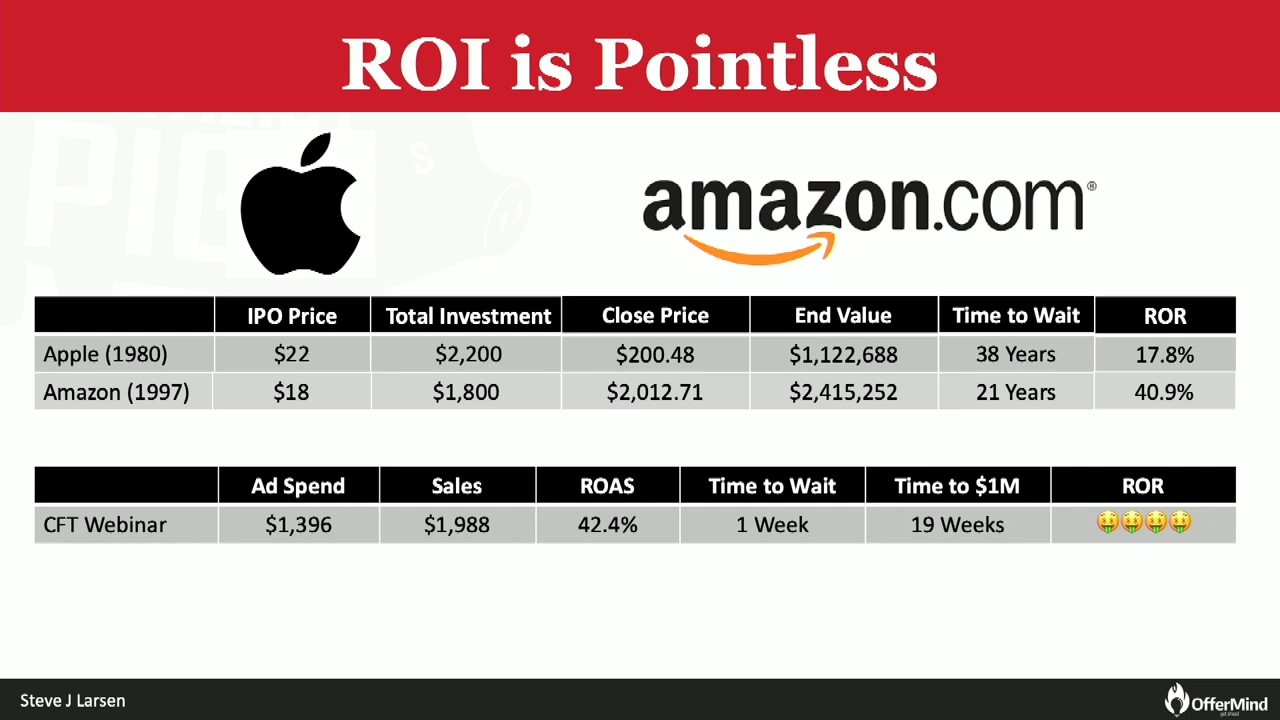 ROI is Pointless
amazon.com®
IPO Price Total Investment Close Price End Value Time to Wait ROR
Apple (1980) $22 $2,200 $200.48 $1,122,688 38 Years 17.8%
Amazon (1997) $18 $1,800 $2,012.71 $2,415,252 21 Years 40.9%
Ad Spend Sales ROAS Time to Wait Time to $1M ROR
CFT Webinar $1,396 $1,988 42.4% 1 Week 19 Weeks 🤑🤑🤑🤑
Steve J Larsen
OfferMind
get ahead